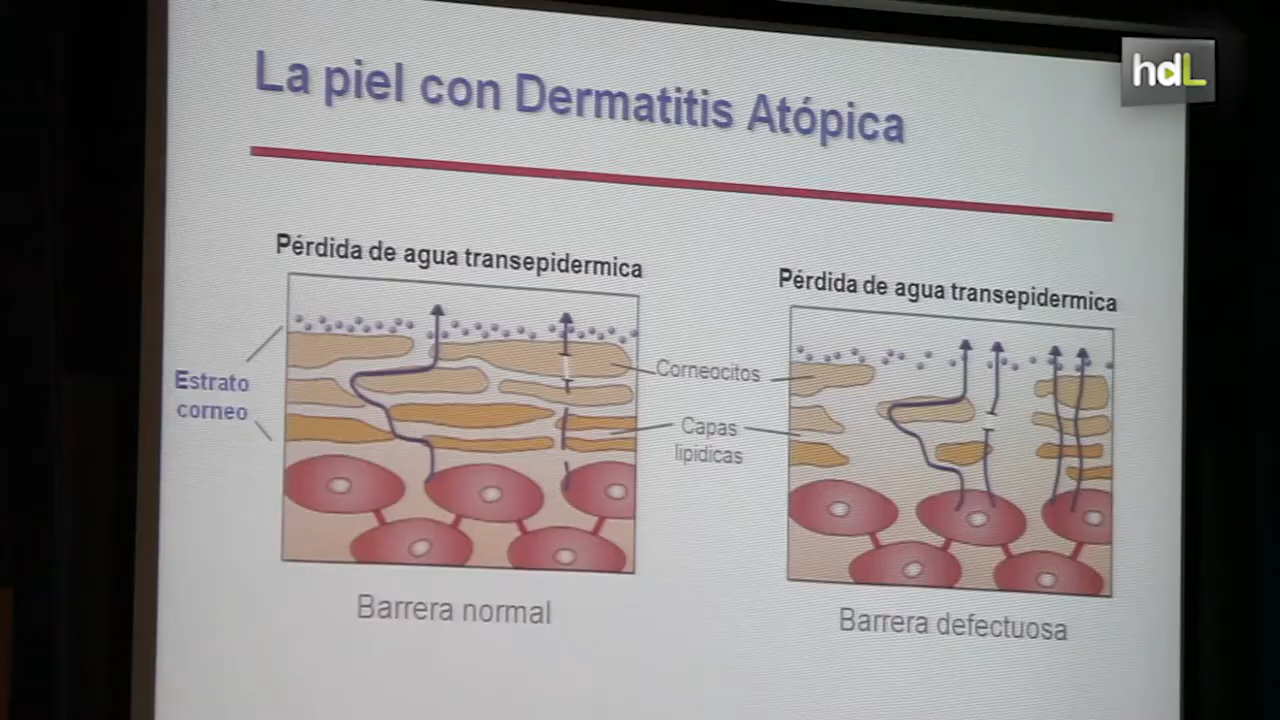 hdL
La piel con Dermatitis Atópica
Pérdida de agua transepidermica
Pérdida de agua transepidermica
Estrato
corneo
Corneocitos
Capas
lipídicas
Barrera normal
Barrera defectuosa